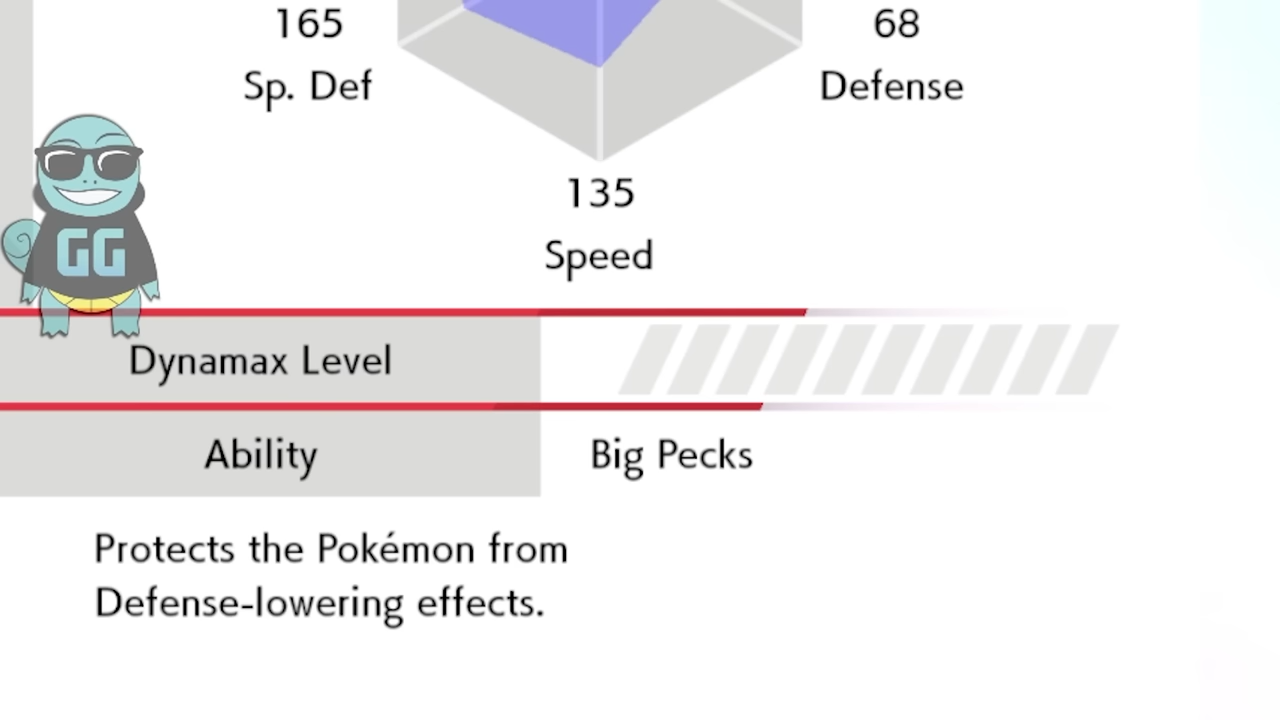 165
68
Sp. Def
Defense
135
Speed
GG
Dynamax Level
Ability
Big Pecks
Protects the Pokémon from
Defense-lowering effects.